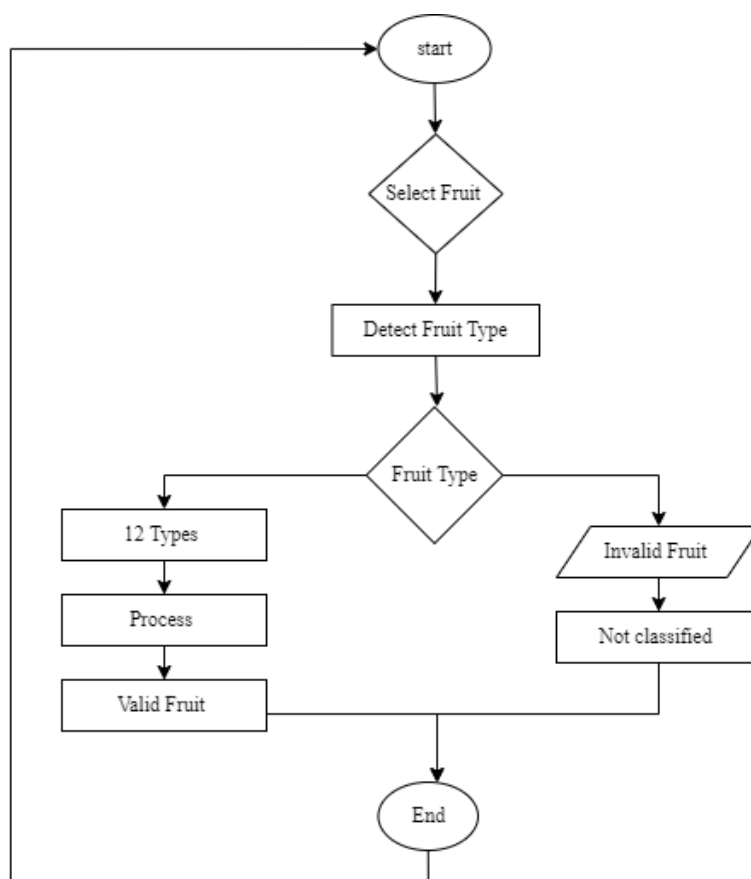 start
Select Fruit
Detect Fruit Type
Fruit Type
12 Types
Process
Valid Fruit
Invalid Fruit
Not classified
End